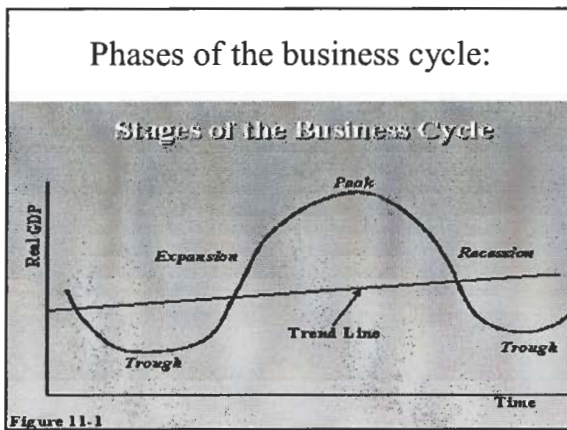 Phases of the business cycle:
Stages of the Business Cycle
Peak
Real GDP
Expansion
Recession
Trend Line
Trough
Trough
Time
Figure 11-1